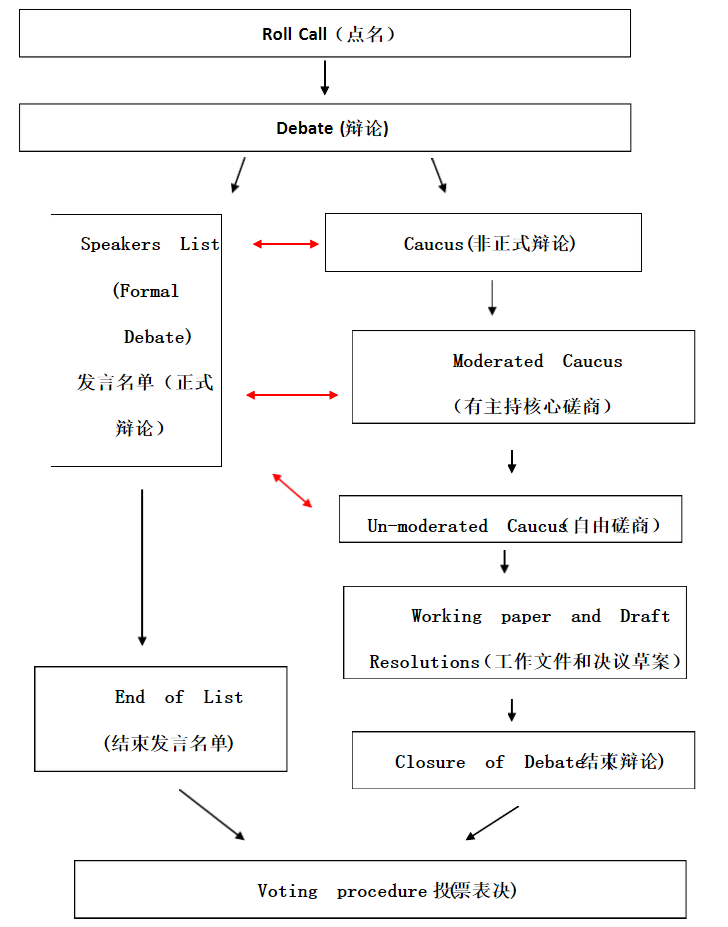 Roll Call（点名）
Debate (辩论)
Speakers List
(Formal
Debate)
发言名单（正式
辩论）
Caucus(非正式辩论)
Moderated Caucus
（有主持核心磋商）
Un-moderated Caucus（自由磋商）
Working paper and Draft
Resolutions（工作文件和决议草案）
End of List
(结束发言名单)
Closure of Debate(结束辩论)
Voting procedure(投票表决)